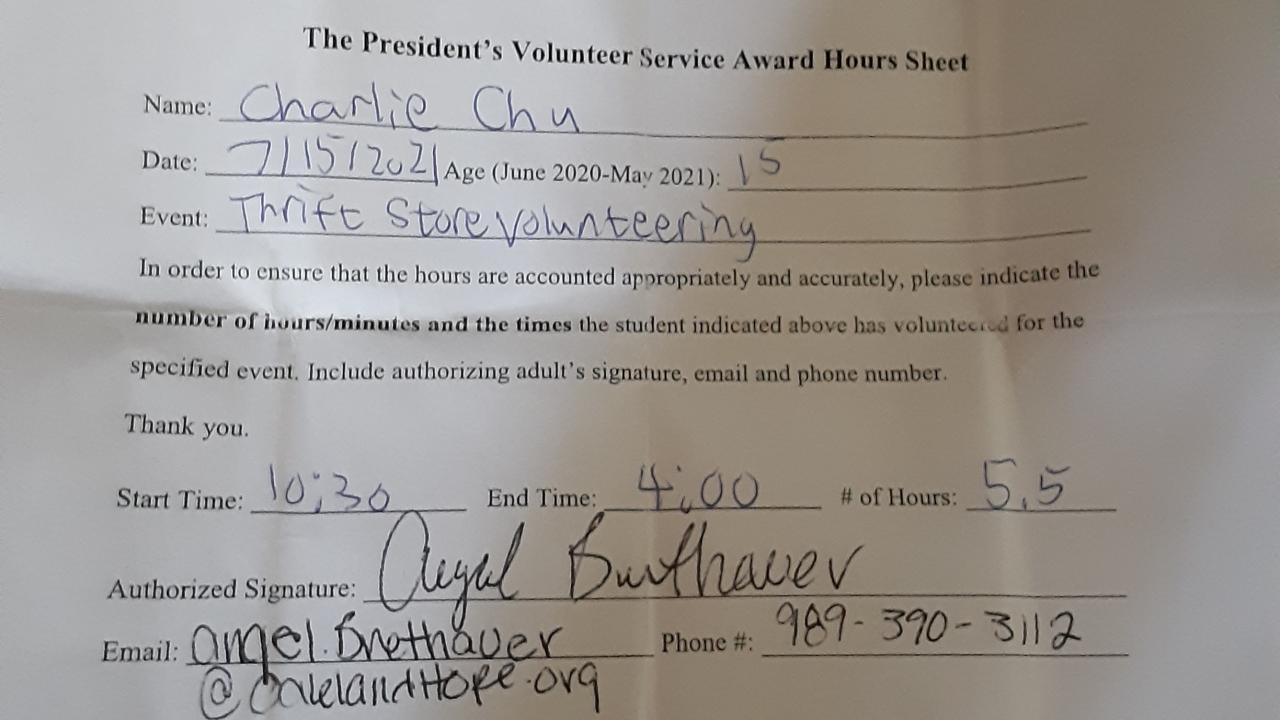 The President's Volunteer Service Award Hours Sheet
Name: Charlie Chu
Date: 7/15/2021 Age (June 2020-May 2021): 15
Event: Thrift Store volunteering
In order to ensure that the hours are accounted appropriately and accurately, please indicate the
number of hours/minutes and the times the student indicated above has volunteered for the
specified event. Include authorizing adult's signature, email and phone number.
Thank you.
Start Time: 10:30 End Time: 4:00 # of Hours: 5.5
Authorized Signature: Angel Brethauer
Email: angel.Brethauer Phone #: 989-390-3112